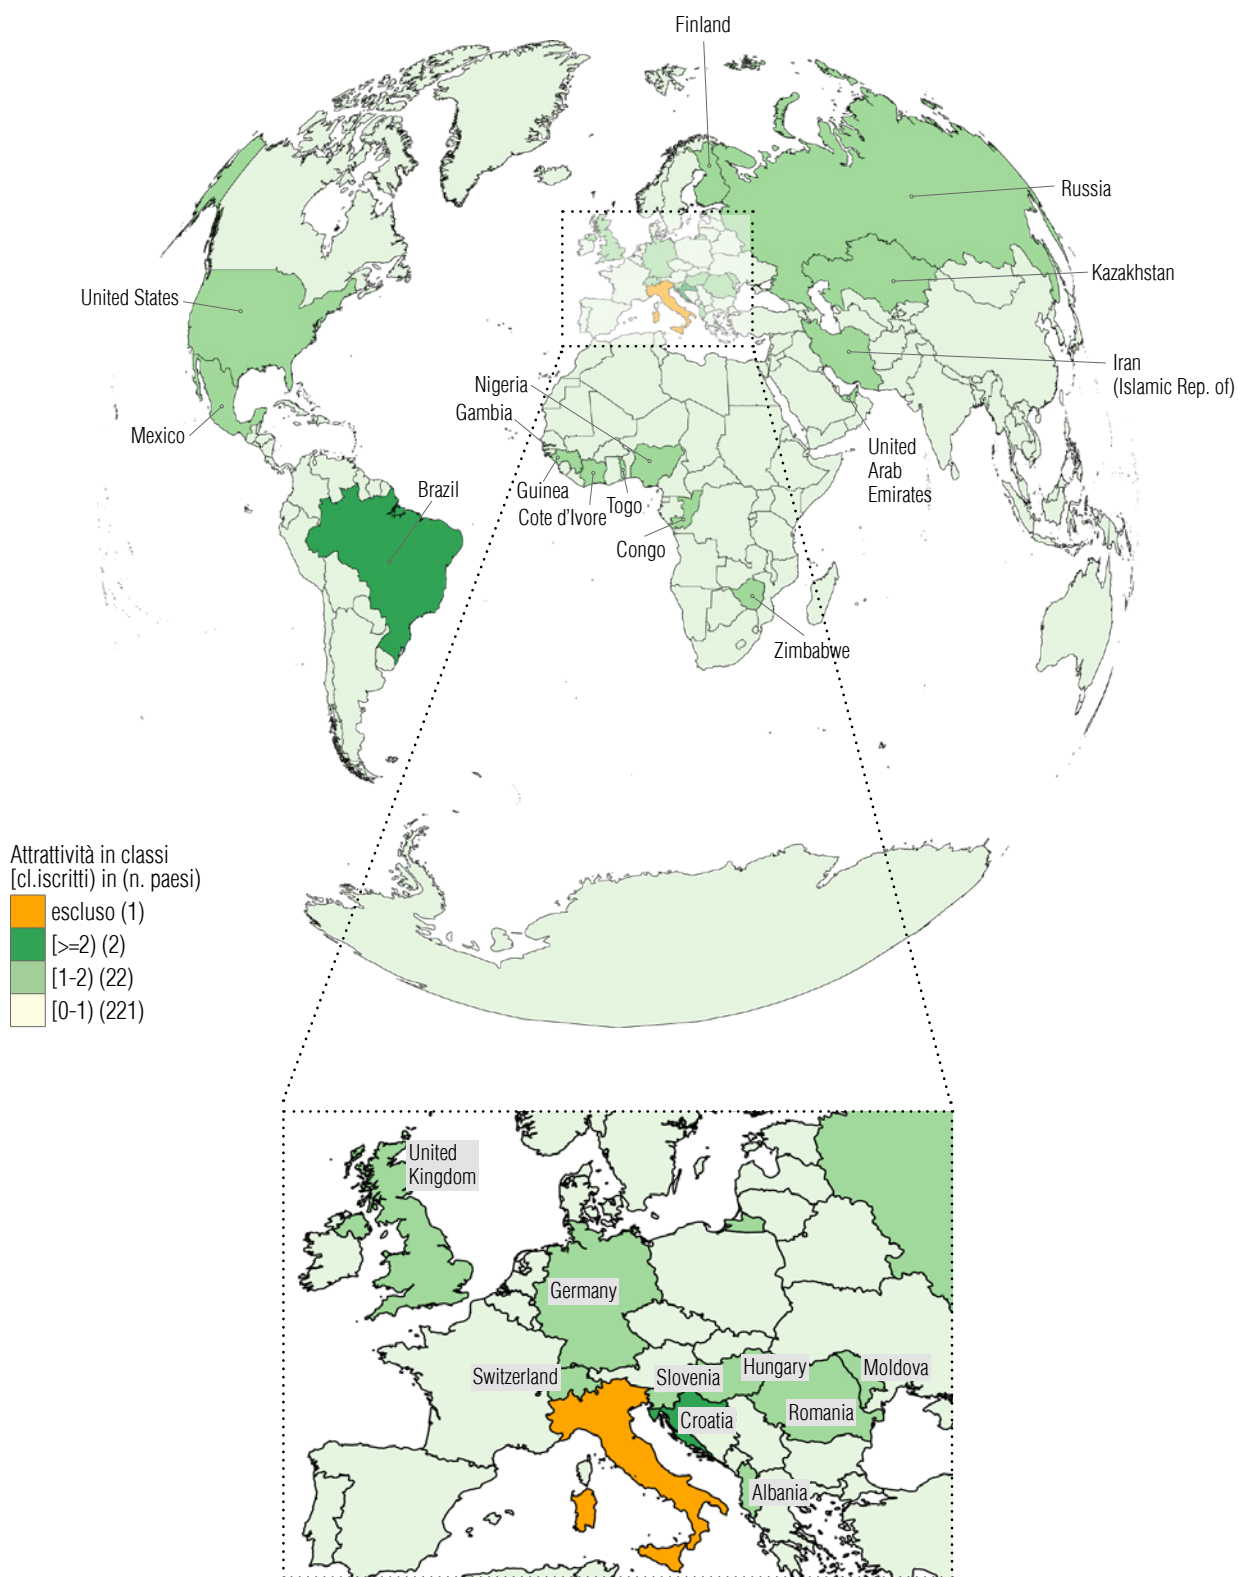 Finland
Russia
Kazakhstan
United States
Iran
(Islamic Rep. of)
Nigeria
Gambia
Mexico
United
Arab
Emirates
Brazil
Guinea
Togo
Cote d'Ivore
Congo
Zimbabwe
Attrattività in classi
[cl.iscritti) in (n. paesi)
escluso (1)
[>=2) (2)
[1-2) (22)
[0-1) (221)
United
Kingdom
Germany
Switzerland
Slovenia
Hungary
Moldova
Croatia
Romania
Albania